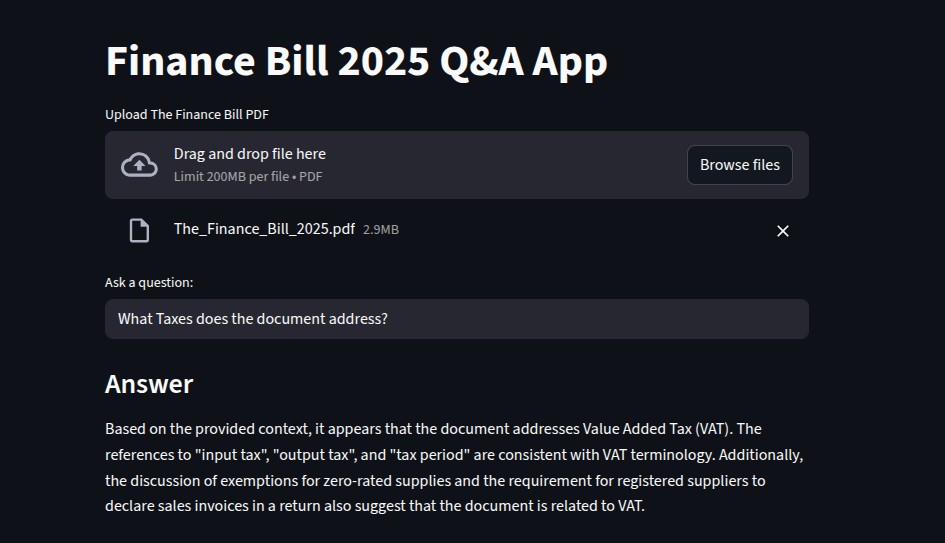 Finance Bill 2025 Q&A App
Upload The Finance Bill PDF
Drag and drop file here
Limit 200MB per file • PDF
Browse files
The_Finance_Bill_2025.pdf 2.9MB
Ask a question:
What Taxes does the document address?
Answer
Based on the provided context, it appears that the document addresses Value Added Tax (VAT). The
references to "input tax", "output tax", and "tax period" are consistent with VAT terminology. Additionally,
the discussion of exemptions for zero-rated supplies and the requirement for registered suppliers to
declare sales invoices in a return also suggest that the document is related to VAT.